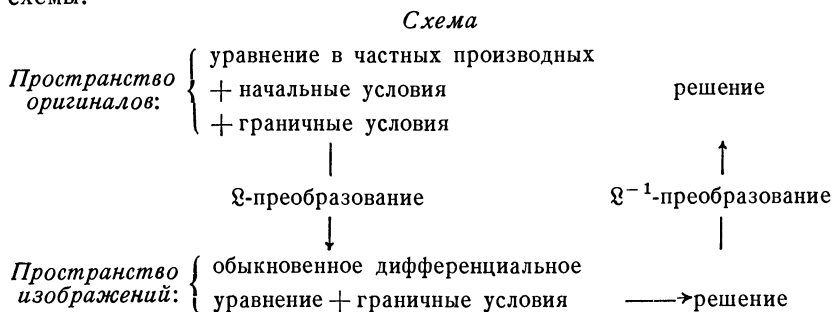 схемы:
Схема
уравнение в частных производных
Пространство оригиналов:
+ начальные условия
решение
+ граничные условия
𝔏-преобразование
𝔏⁻¹-преобразование
Пространство изображений:
обыкновенное дифференциальное
уравнение + граничные условия
решение